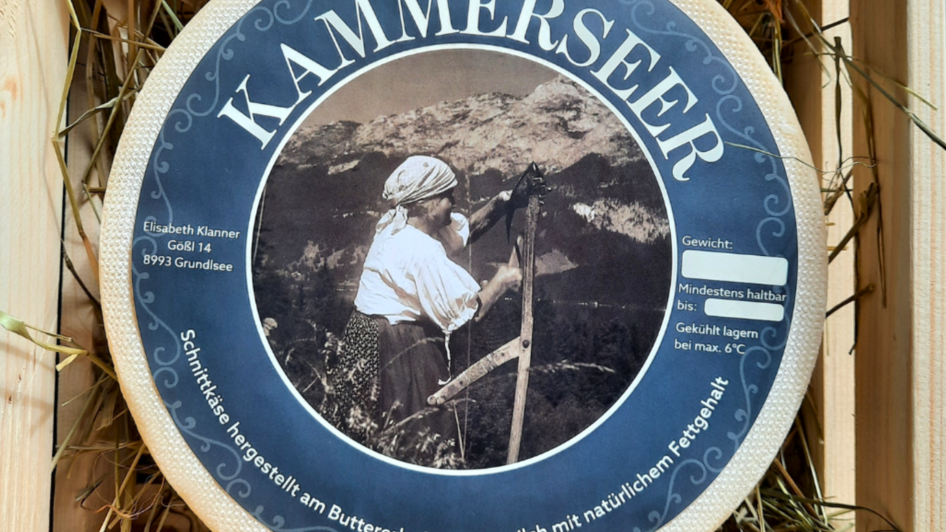 KAMMERSEER
Elisabeth Klanner
Gößl 14
8993 Grundlsee
Gewicht:
Mindestens haltbar
bis:
Gekühlt lagern
bei max. 6°C
Schnittkäse hergestellt am mit natürlichem Fettgehalt